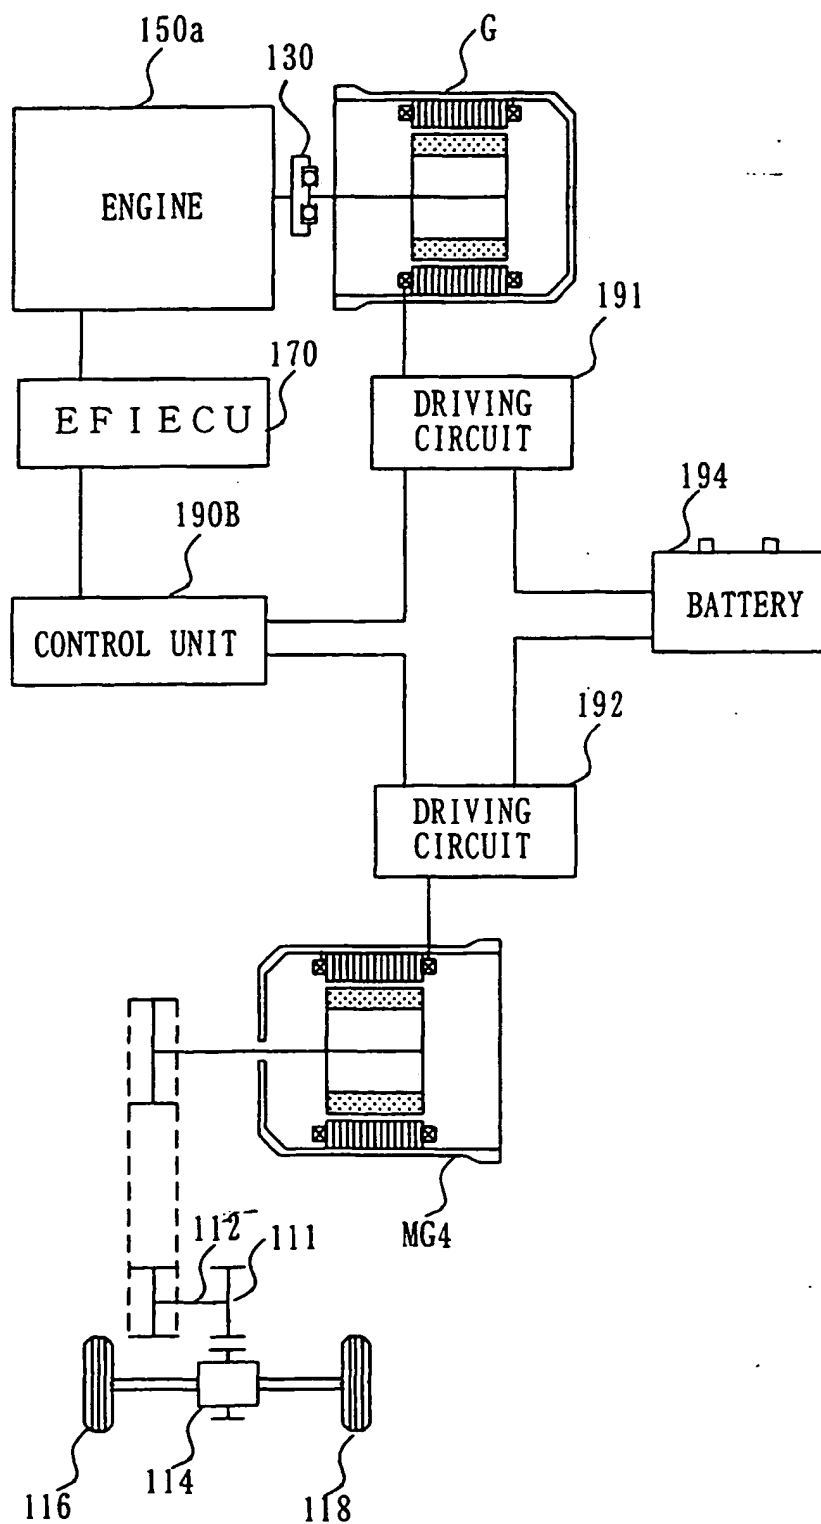 150a
G
130
ENGINE
191
170
EFIECU
DRIVING
CIRCUIT
194
190B
BATTERY
CONTROL UNIT
192
DRIVING
CIRCUIT
MG4
112
111
116
114
118